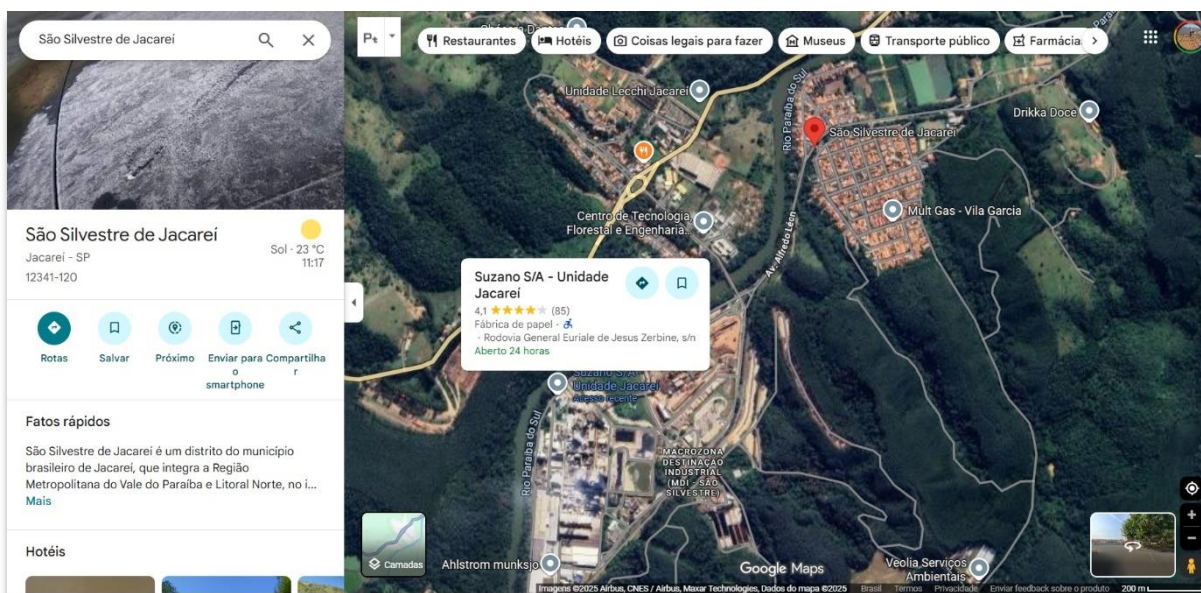 São Silvestre de Jacareí
São Silvestre de Jacareí
Jacareí - SP
12341-120
Sol · 23 °C
11:17
Rotas
Salvar
Próximo
Enviar para o smartphone
Compartilhar
Fatos rápidos
São Silvestre de Jacareí é um distrito do município
brasileiro de Jacareí, que integra a Região
Metropolitana do Vale do Paraíba e Litoral Norte, no i...
Mais
Hotéis
Pt
Restaurantes
Hotéis
Coisas legais para fazer
Museus
Transporte público
Farmácia
Unidade Lecchi Jacareí
Rio Paraíba do Sul
São Silvestre de Jacareí
Drikka Doce
Centro de Tecnologia
Florestal e Engenharia...
Mult Gas - Vila Garcia
Av. Alfredo Lécn
Suzano S/A - Unidade
Jacareí
4,1 (85)
Fábrica de papel ·
· Rodovia General Euriale de Jesus Zerbine, s/n
Aberto 24 horas
Suzano S/A
Unidade Jacareí
Acesso recente
Rio Paraíba do Sul
MACROZONA
DESTINAÇÃO
INDUSTRIAL
(MDI - SÃO
SILVESTRE)
Camadas
Ahlstrom munksjo
Google Maps
Veolia Serviços
Ambientais
Imagens ©2025 Airbus, CNES / Airbus, Maxar Technologies, Dados do mapa ©2025
Brasil
Termos
Privacidade
Enviar feedback sobre o produto
200 m